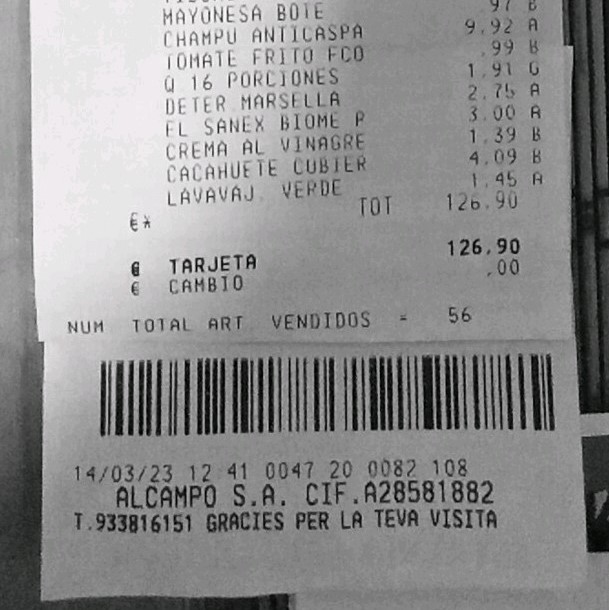 MAYONESA BOTE 97 B
CHAMPU ANTICASPA 9.92 A
TOMATE FRITO FCO .99 B
Q 16 PORCIONES 1.91 G
DETER MARSELLA 2.75 A
EL SANEX BIOME P 3.00 A
CREMA AL VINAGRE 1.39 B
CACAHUETE CUBIER 4.09 B
LAVAVAJ. VERDE 1.45 A
€* TOT 126.90
€ TARJETA 126.90
€ CAMBIO .00
NUM TOTAL ART VENDIDOS = 56
14/03/23 12 41 0047 20 0082 108
ALCAMPO S.A. CIF.A28581882
T.933816151 GRACIES PER LA TEVA VISITA